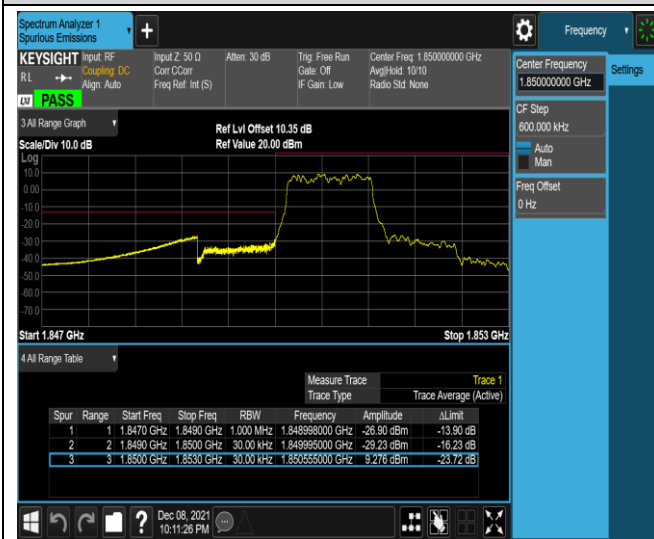 Spectrum Analyzer 1
Spurious Emissions
Frequency
KEYSIGHT
RL
Input: RF
Coupling: DC
Align: Auto
Input Z: 50 Ω
Corr CCorr
Freq Ref: Int (S)
Atten: 30 dB
Trig: Free Run
Gate: Off
IF Gain: Low
Center Freq: 1.850000000 GHz
Avg|Hold: 10/10
Radio Std: None
PASS
Center Frequency
1.850000000 GHz
Settings
CF Step
600.000 kHz
Auto
Man
Freq Offset
0 Hz
3 All Range Graph
Scale/Div 10.0 dB
Ref Lvl Offset 10.35 dB
Ref Value 20.00 dBm
Log
10.0
0.00
-10.0
-20.0
-30.0
-40.0
-50.0
-60.0
-70.0
Start 1.847 GHz
Stop 1.853 GHz
4 All Range Table
Measure Trace Trace 1
Trace Type Trace Average (Active)
Spur Range Start Freq Stop Freq RBW Frequency Amplitude ΔLimit
1 1 1.8470 GHz 1.8490 GHz 1.000 MHz 1.848998000 GHz -26.90 dBm -13.90 dB
2 2 1.8490 GHz 1.8500 GHz 30.00 kHz 1.849995000 GHz -29.23 dBm -16.23 dB
3 3 1.8500 GHz 1.8530 GHz 30.00 kHz 1.850555000 GHz 9.276 dBm -23.72 dB
Dec 08, 2021
10:11:26 PM